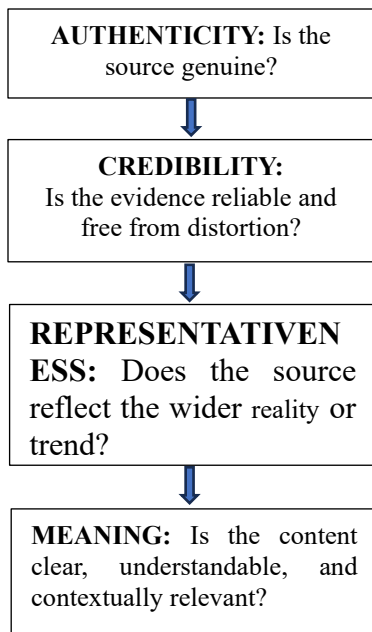 AUTHENTICITY: Is the
source genuine?
CREDIBILITY:
Is the evidence reliable and
free from distortion?
REPRESENTATIVEN
ESS: Does the source
reflect the wider reality or
trend?
MEANING: Is the content
clear, understandable, and
contextually relevant?